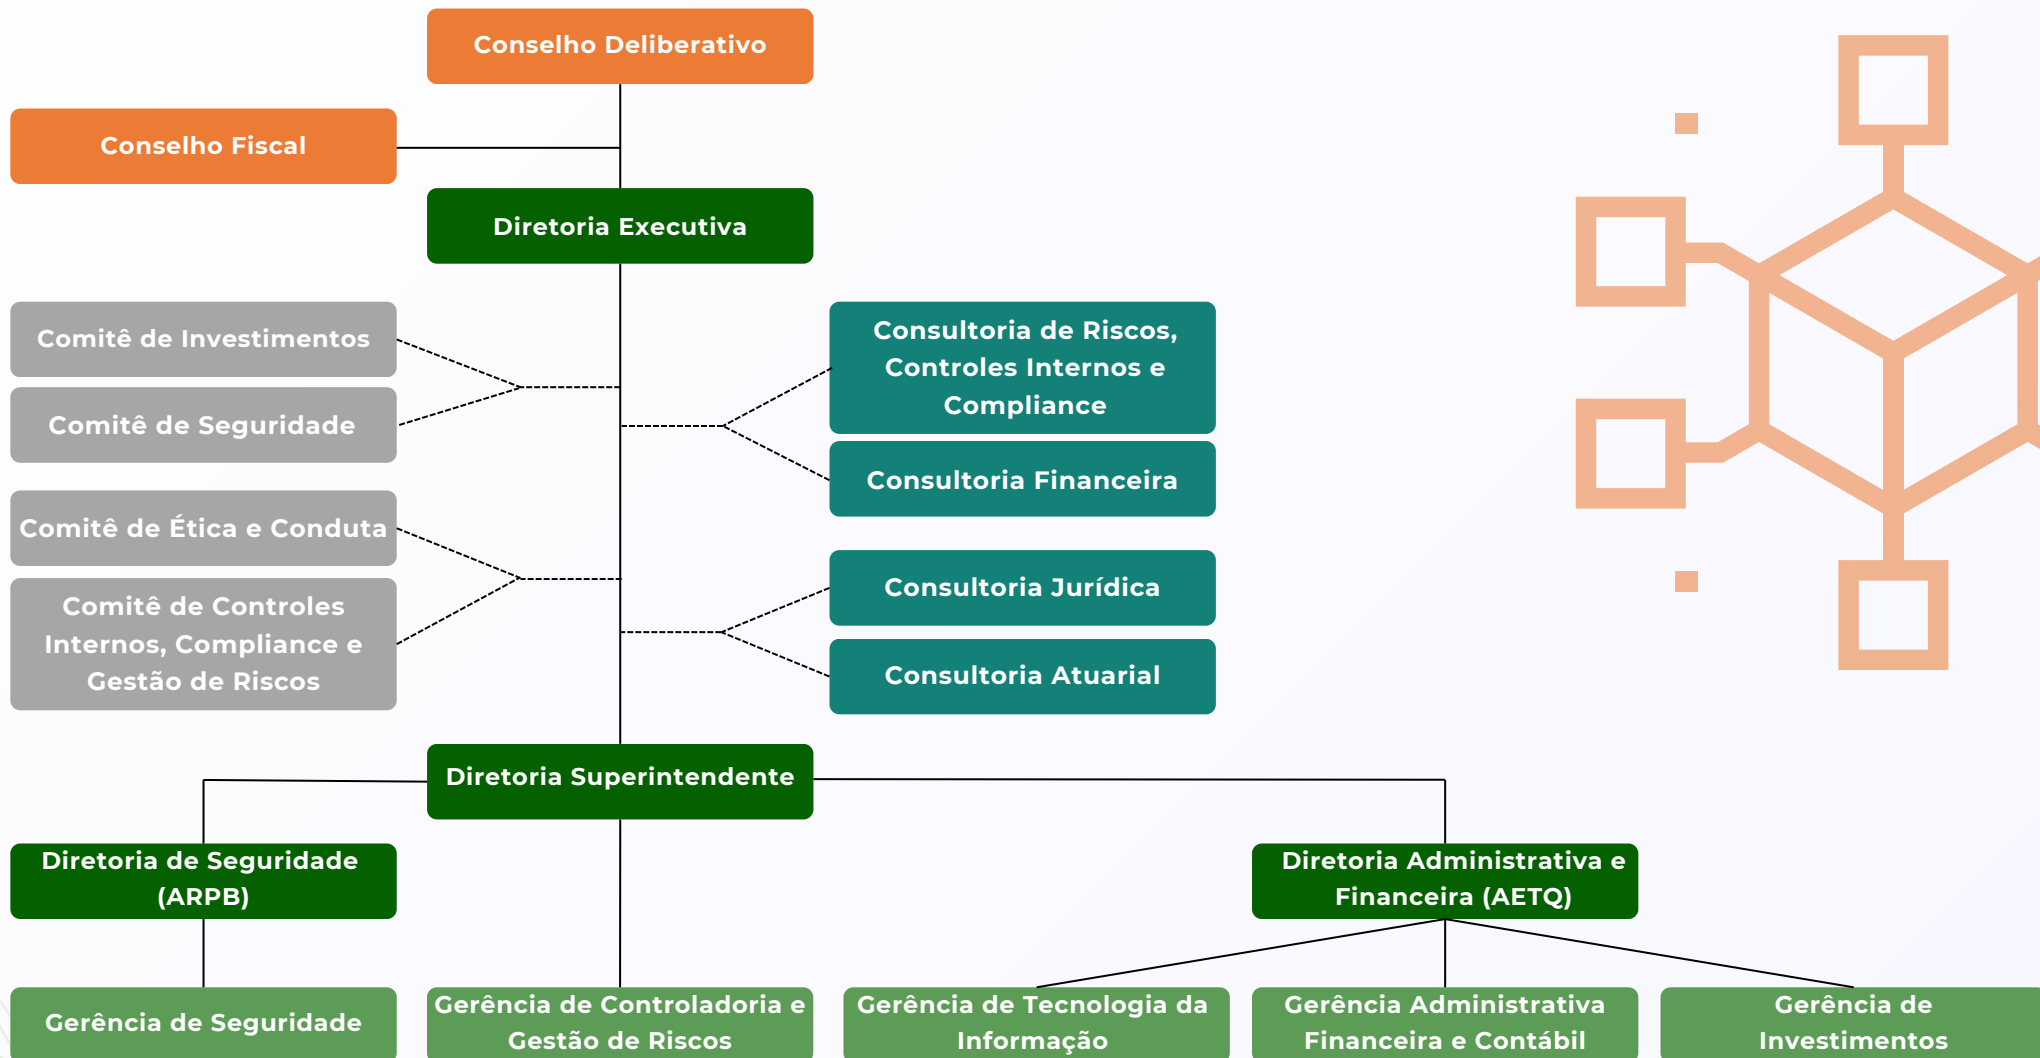 Conselho Deliberativo
Conselho Fiscal
Diretoria Executiva
Comitê de Investimentos
Comitê de Seguridade
Consultoria de Riscos,
Controles Internos e
Compliance
Consultoria Financeira
Comitê de Ética e Conduta
Comitê de Controles
Internos, Compliance e
Gestão de Riscos
Consultoria Jurídica
Consultoria Atuarial
Diretoria Superintendente
Diretoria de Seguridade
(ARPB)
Diretoria Administrativa e
Financeira (AETQ)
Gerência de Seguridade
Gerência de Controladoria e
Gestão de Riscos
Gerência de Tecnologia da
Informação
Gerência Administrativa
Financeira e Contábil
Gerência de
Investimentos